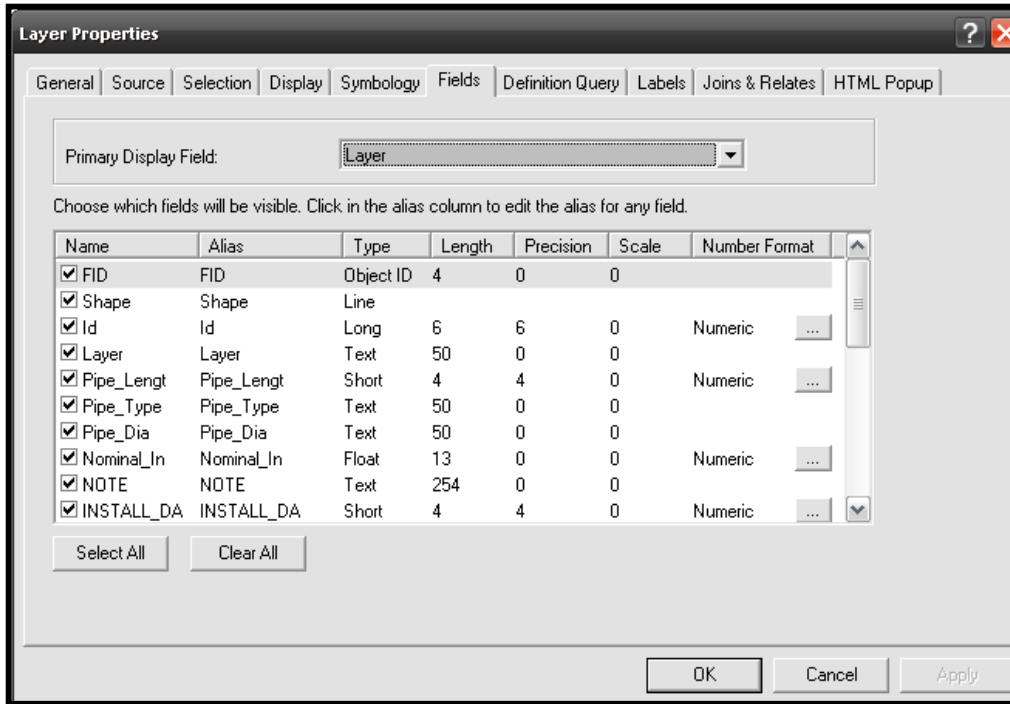 Layer Properties
General Source Selection Display Symbology Fields Definition Query Labels Joins & Relates HTML Popup
Primary Display Field: Layer
Choose which fields will be visible. Click in the alias column to edit the alias for any field.
Name Alias Type Length Precision Scale Number Format
FID FID Object ID 4 0 0
Shape Shape Line
Id Id Long 6 6 0 Numeric ...
Layer Layer Text 50 0 0
Pipe_Lengt Pipe_Lengt Short 4 4 0 Numeric ...
Pipe_Type Pipe_Type Text 50 0 0
Pipe_Dia Pipe_Dia Text 50 0 0
Nominal_In Nominal_In Float 13 0 0 Numeric ...
NOTE NOTE Text 254 0 0
INSTALL_DA INSTALL_DA Short 4 4 0 Numeric ...
Select All Clear All
OK Cancel Apply